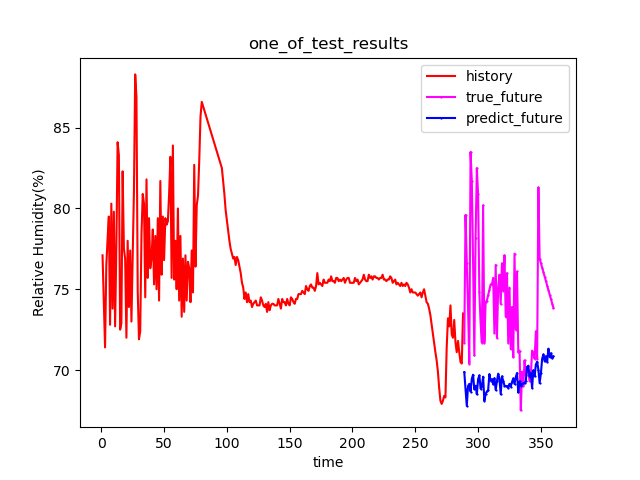 one_of_test_results
history
true_future
predict_future
Relative Humidity(%)
85
80
75
70
0 50 100 150 200 250 300 350
time